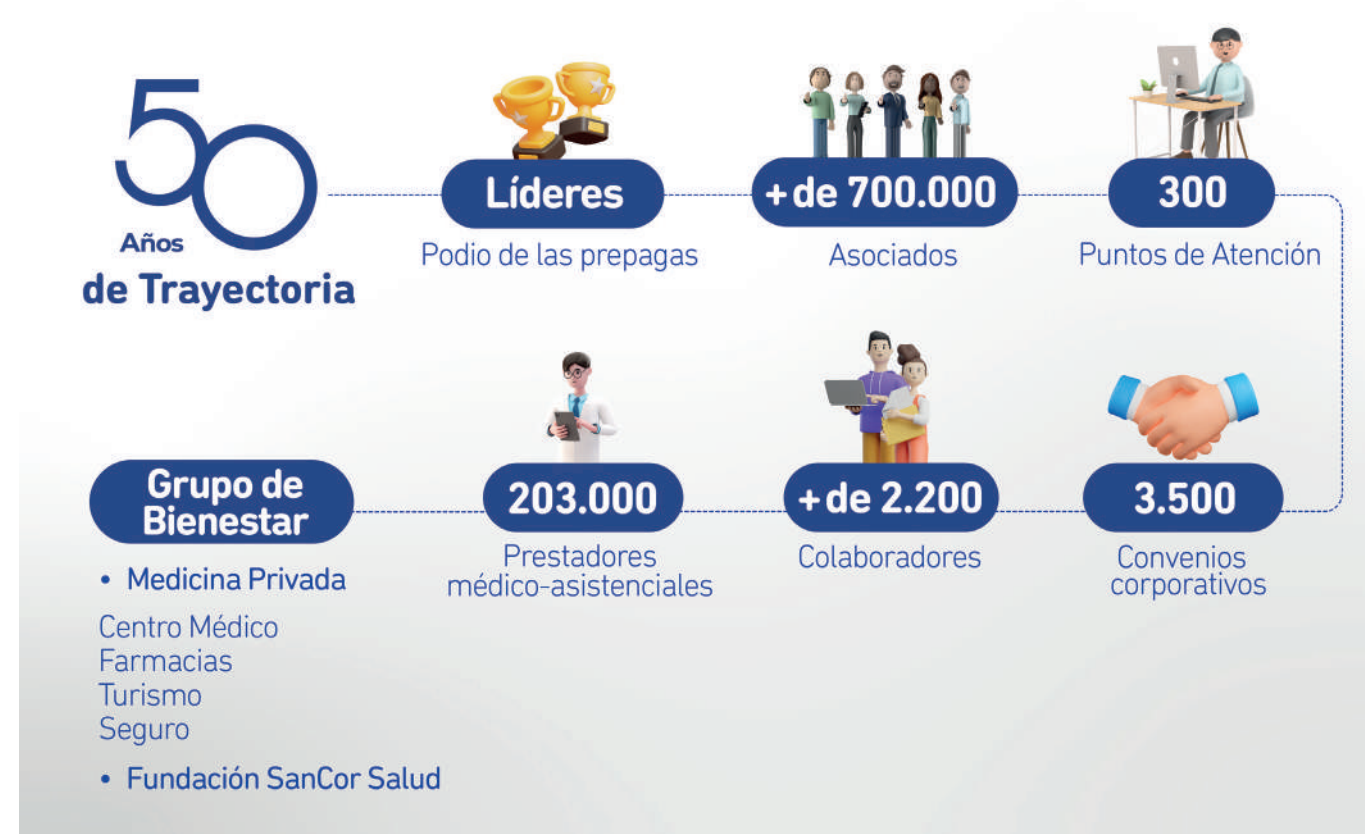 50
Años
de Trayectoria
Líderes
Podio de las prepagas
+ de 700.000
Asociados
300
Puntos de Atención
3.500
Convenios
corporativos
+ de 2.200
Colaboradores
203.000
Prestadores
médico-asistenciales
Grupo de
Bienestar
• Medicina Privada
Centro Médico
Farmacias
Turismo
Seguro
• Fundación SanCor Salud